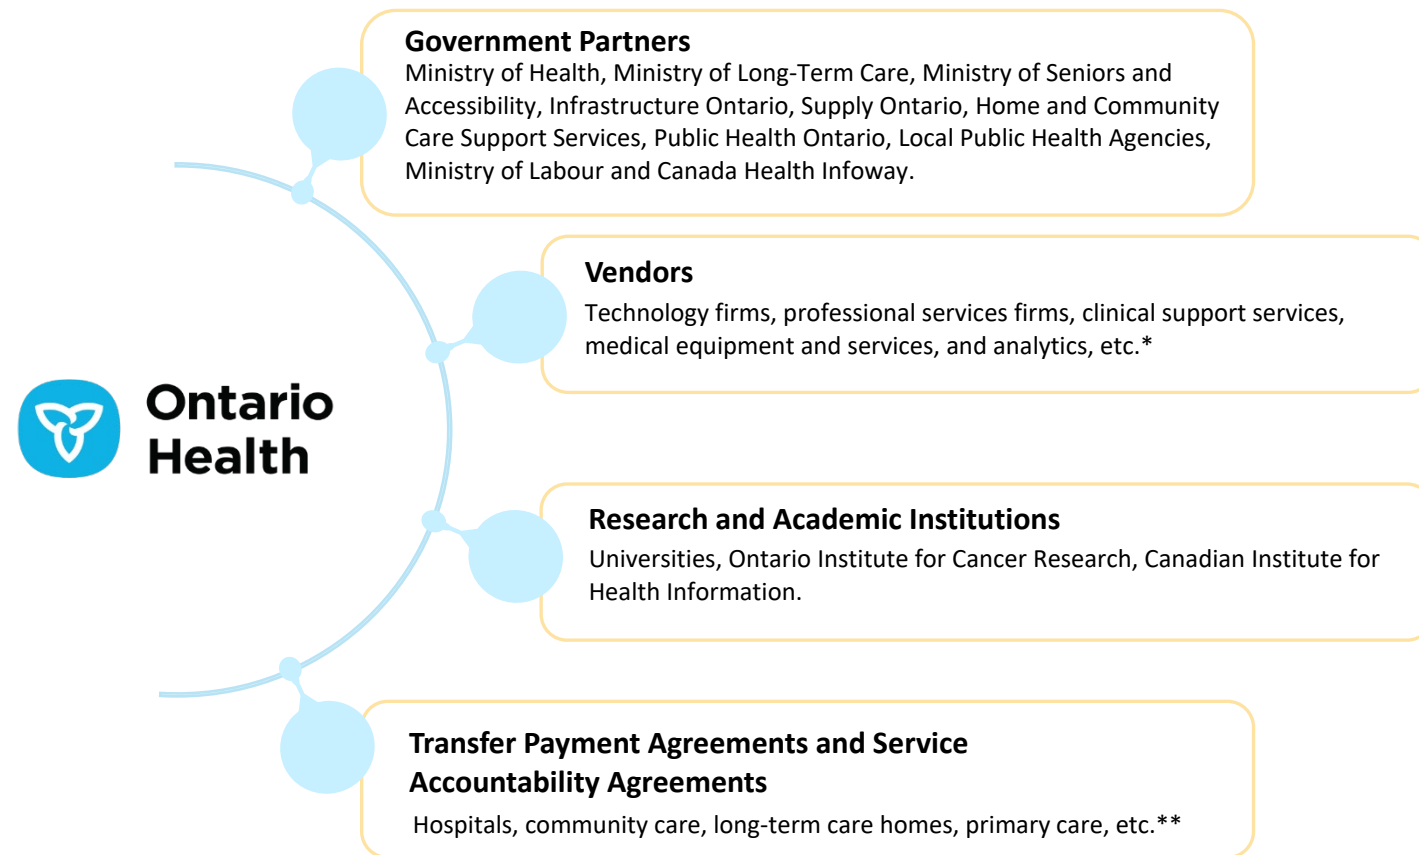 Government Partners
Ministry of Health, Ministry of Long-Term Care, Ministry of Seniors and
Accessibility, Infrastructure Ontario, Supply Ontario, Home and Community
Care Support Services, Public Health Ontario, Local Public Health Agencies,
Ministry of Labour and Canada Health Infoway.
Vendors
Technology firms, professional services firms, clinical support services,
medical equipment and services, and analytics, etc.*
Ontario
Health
Research and Academic Institutions
Universities, Ontario Institute for Cancer Research, Canadian Institute for
Health Information.
Transfer Payment Agreements and Service
Accountability Agreements
Hospitals, community care, long-term care homes, primary care, etc.**